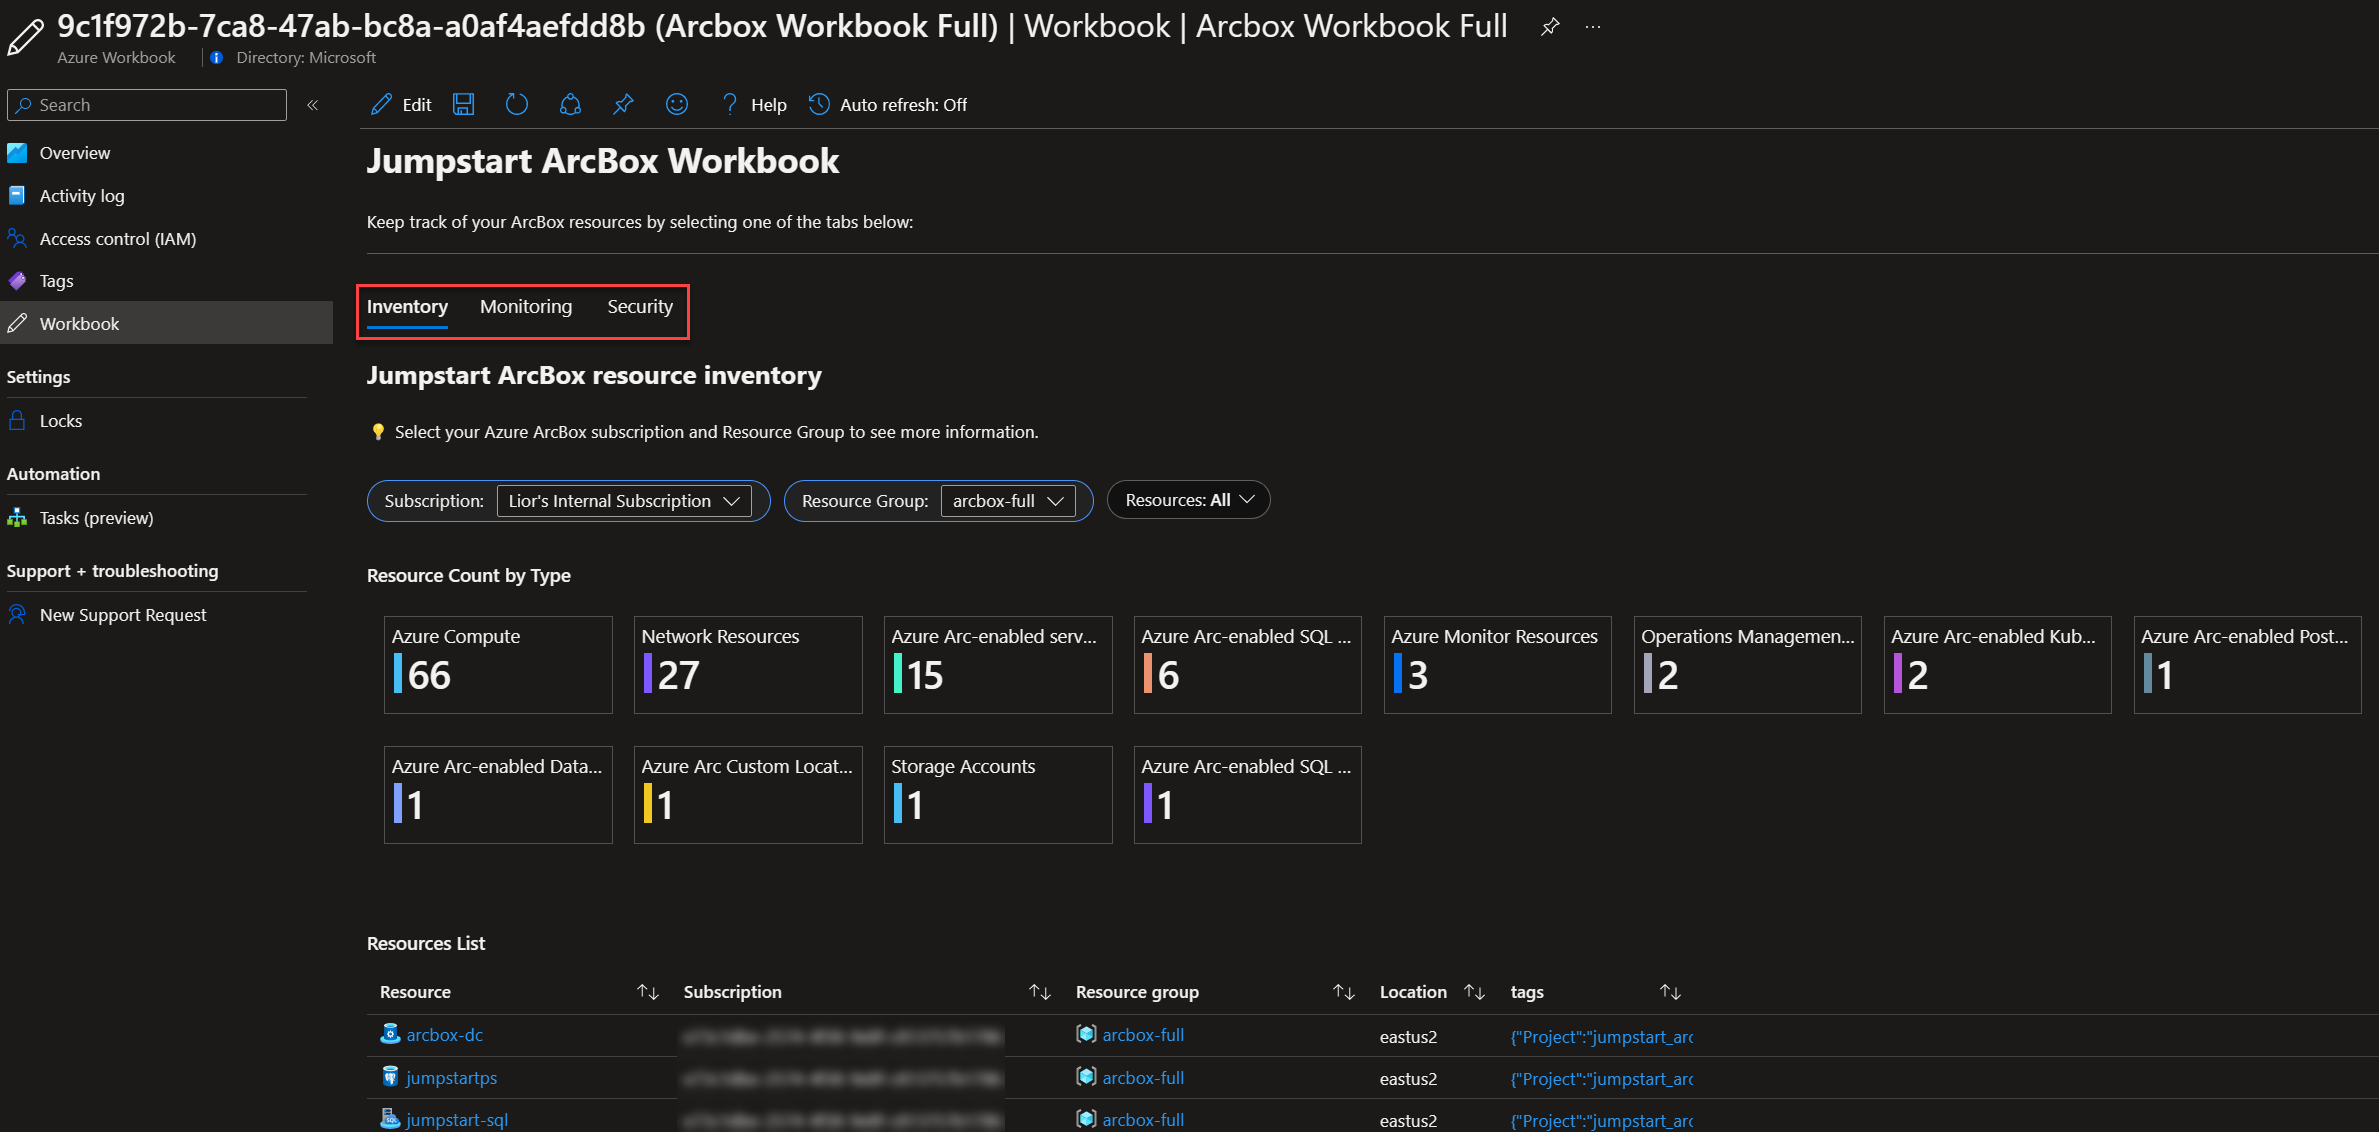 9c1f972b-7ca8-47ab-bc8a-a0af4aefdd8b (Arcbox Workbook Full) | Workbook | Arcbox Workbook Full
Azure Workbook
Directory: Microsoft
Search
Overview
Activity log
Access control (IAM)
Tags
Workbook
Settings
Locks
Automation
Tasks (preview)
Support + troubleshooting
New Support Request
Edit Help Auto refresh: Off
Jumpstart ArcBox Workbook
Keep track of your ArcBox resources by selecting one of the tabs below:
Inventory Monitoring Security
Jumpstart ArcBox resource inventory
Select your Azure ArcBox subscription and Resource Group to see more information.
Subscription: Lior's Internal Subscription Resource Group: arcbox-full Resources: All
Resource Count by Type
Azure Compute
66
Network Resources
27
Azure Arc-enabled serv...
15
Azure Arc-enabled SQL ...
6
Azure Monitor Resources
3
Operations Managemen...
2
Azure Arc-enabled Kub...
2
Azure Arc-enabled Post...
1
Azure Arc-enabled Data...
1
Azure Arc Custom Locat...
1
Storage Accounts
1
Azure Arc-enabled SQL ...
1
Resources List
Resource Subscription Resource group Location tags
arcbox-dc arcbox-full eastus2 {"Project":"jumpstart_arc
jumpstartps arcbox-full eastus2 {"Project":"jumpstart_arc
jumpstart-sql arcbox-full eastus2 {"Project":"jumpstart_arc